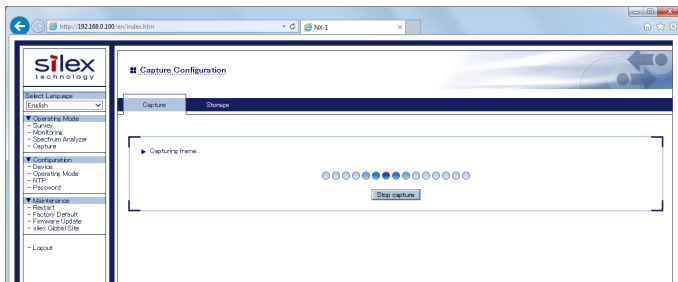 http://192.168.0.100/en/index.htm
NX-1
silex
technology
Select Language
English
▼ Operating Mode
- Survey
- Monitoring
- Spectrum Analyzer
- Capture
▼ Configuration
- Device
- Operating Mode
- NTP
- Password
▼ Maintenance
- Restart
- Factory Default
- Firmware Update
- silex Global Site
- Logout
Capture Configuration
Capture
Storage
▶ Capturing frame...
Stop capture